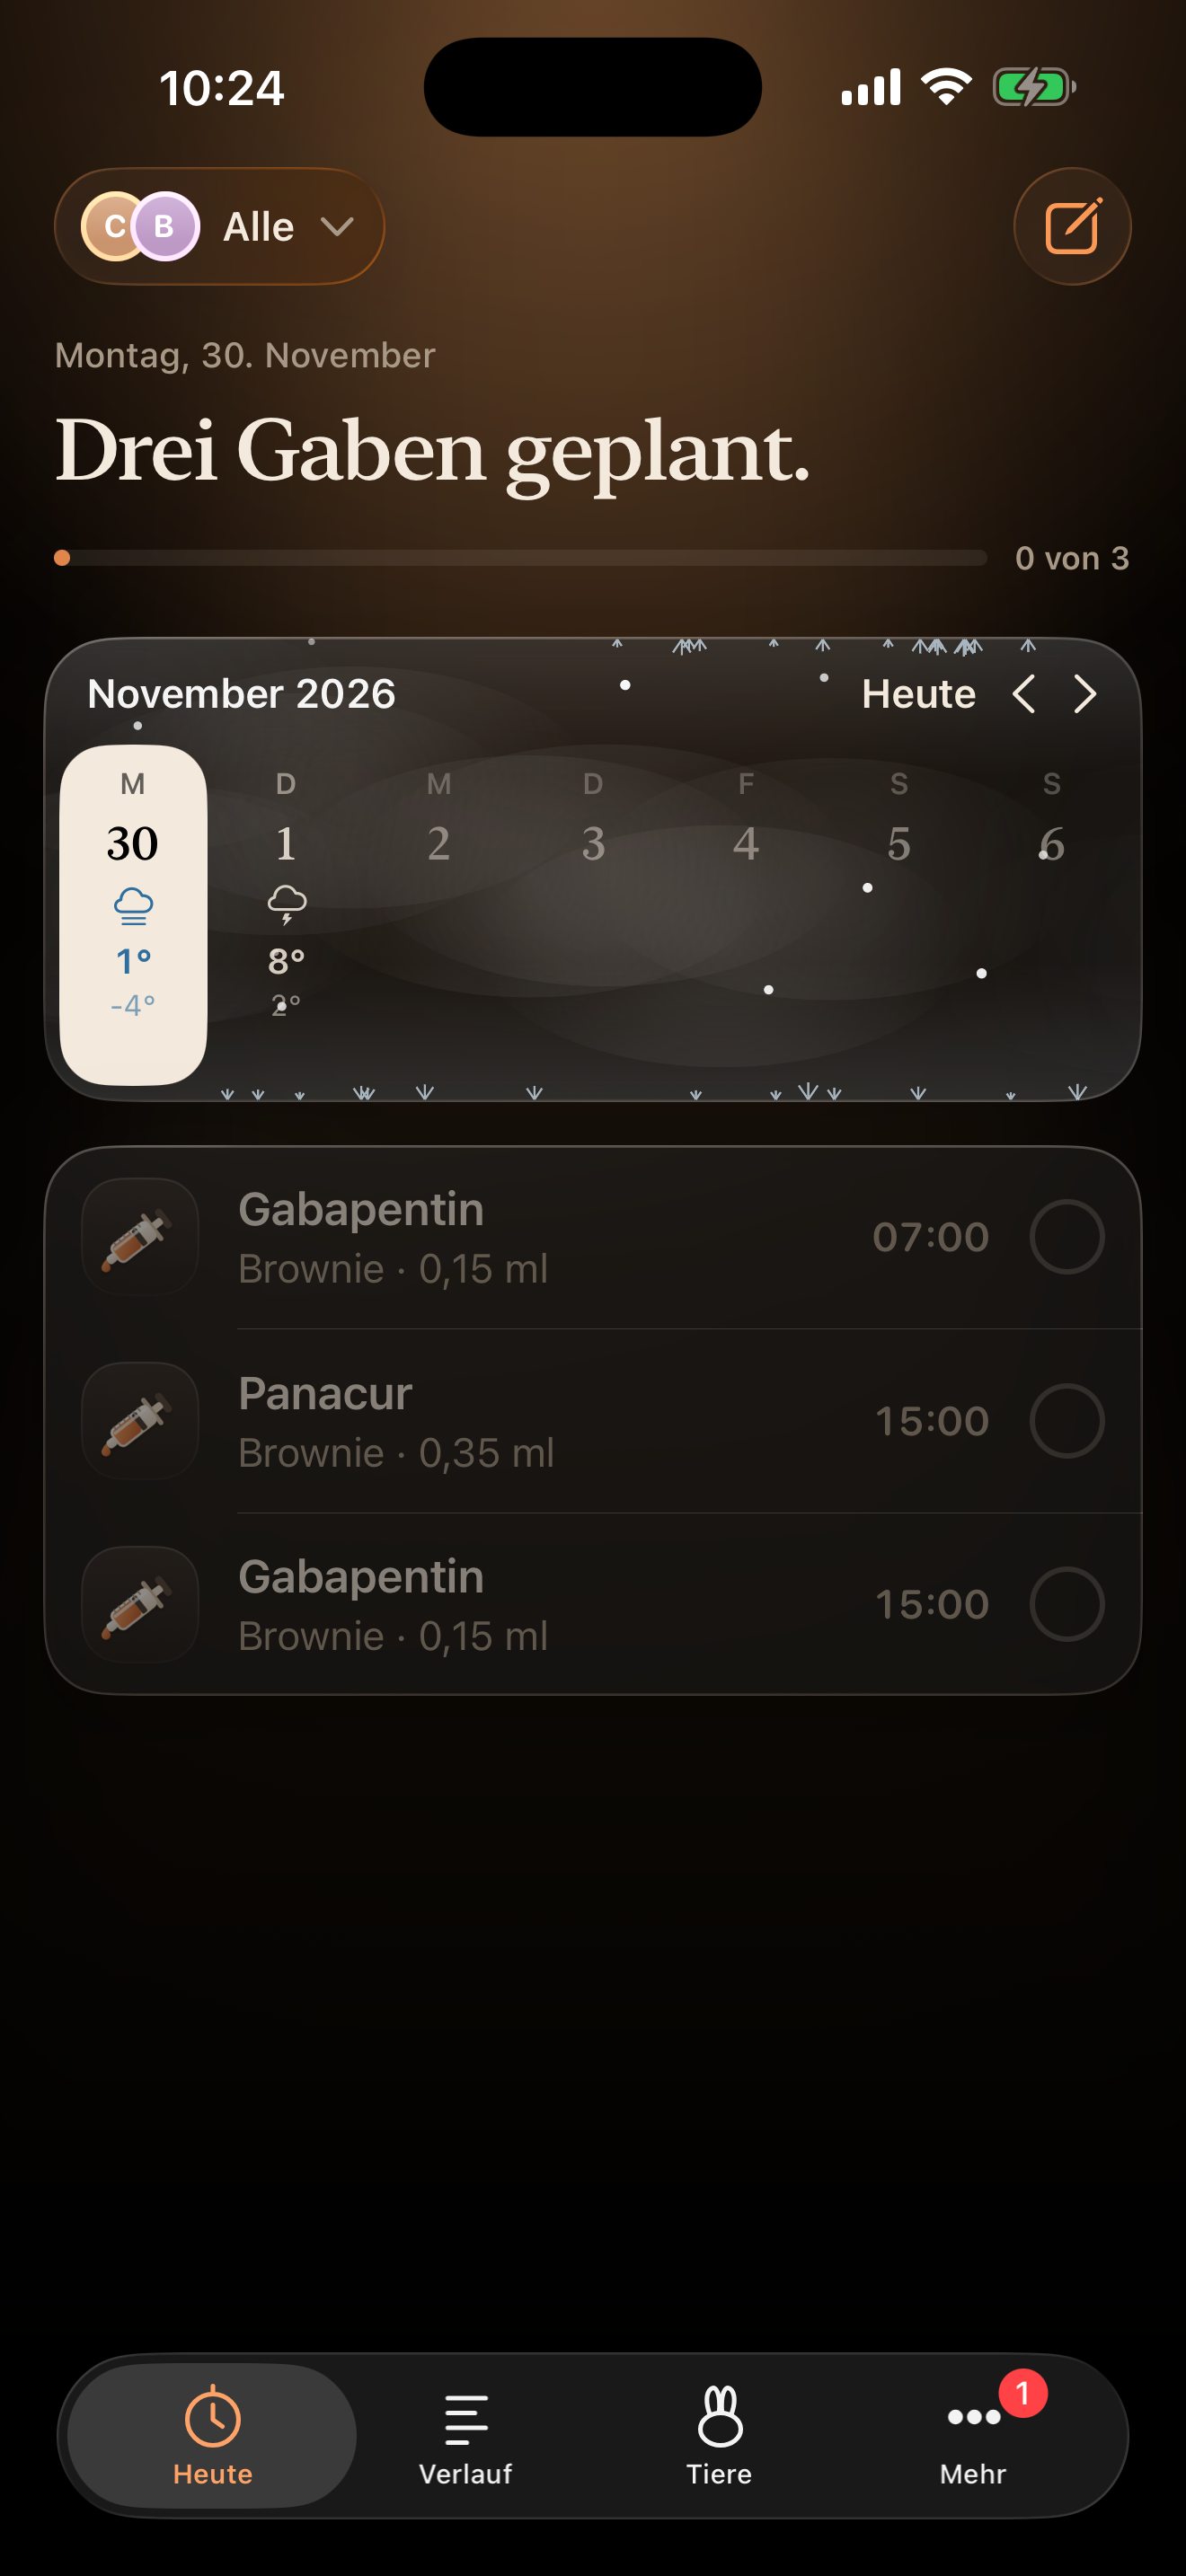 10:24
C B Alle
Montag, 30. November
Drei Gaben geplant.
0 von 3
November 2026 Heute
M D M D F S S
30 1 2 3 4 5 6
1° 8°
-4° 2°
Gabapentin
Brownie · 0,15 ml
07:00
Panacur
Brownie · 0,35 ml
15:00
Gabapentin
Brownie · 0,15 ml
15:00
1
Heute Verlauf Tiere Mehr